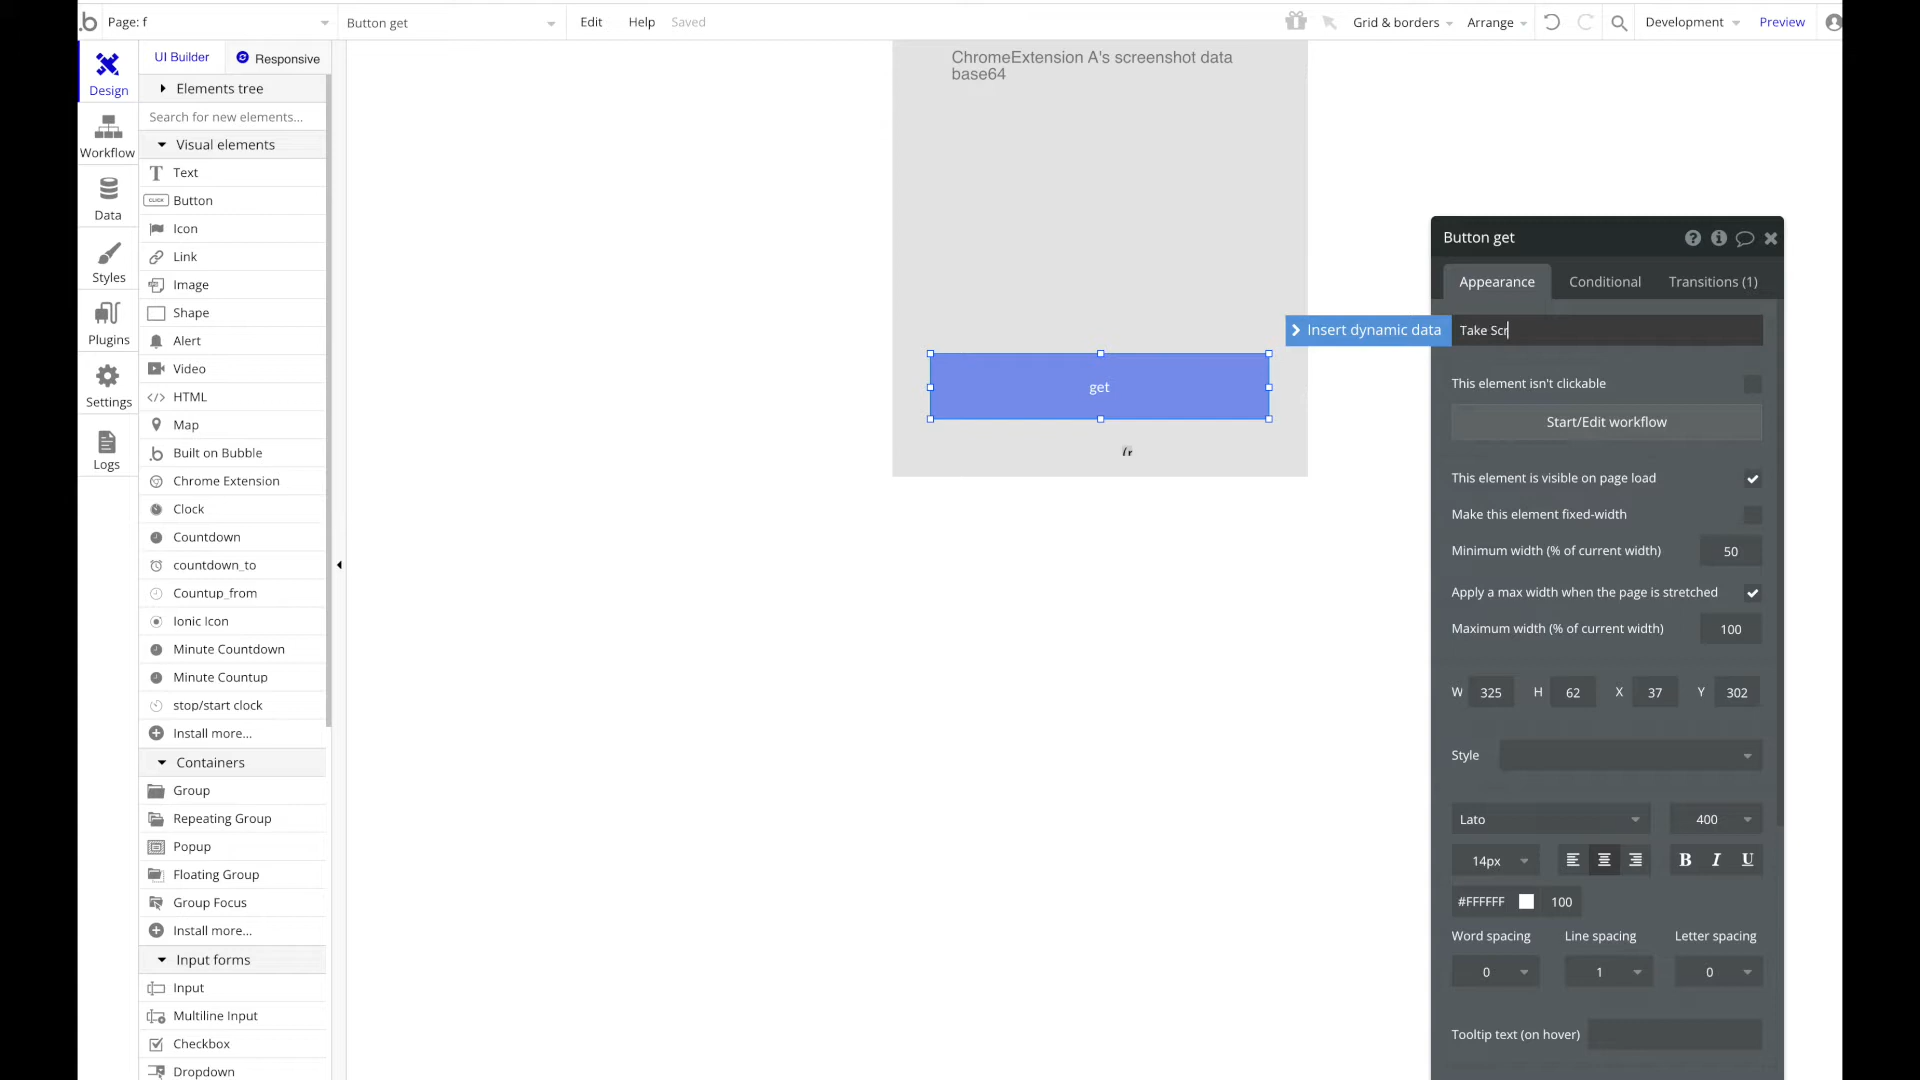 Page: f
Button get
Edit
Help
Saved
Grid & borders
Arrange
Development
Preview
Design
Workflow
Data
Styles
Plugins
Settings
Logs
UI Builder
Responsive
Elements tree
Search for new elements...
Visual elements
Text
CLICK Button
Icon
Link
Image
Shape
Alert
Video
HTML
Map
Built on Bubble
Chrome Extension
Clock
Countdown
countdown_to
Countup_from
Ionic Icon
Minute Countdown
Minute Countup
stop/start clock
Install more...
Containers
Group
Repeating Group
Popup
Floating Group
Group Focus
Install more...
Input forms
Input
Multiline Input
Checkbox
Dropdown
ChromeExtension A's screenshot data
base64
get
Button get
Appearance
Conditional
Transitions (1)
Insert dynamic data
Take Scr
This element isn't clickable
Start/Edit workflow
This element is visible on page load
Make this element fixed-width
Minimum width (% of current width) 50
Apply a max width when the page is stretched
Maximum width (% of current width) 100
W 325 H 62 X 37 Y 302
Style
Lato 400
14px B I U
#FFFFFF 100
Word spacing Line spacing Letter spacing
0 1 0
Tooltip text (on hover)